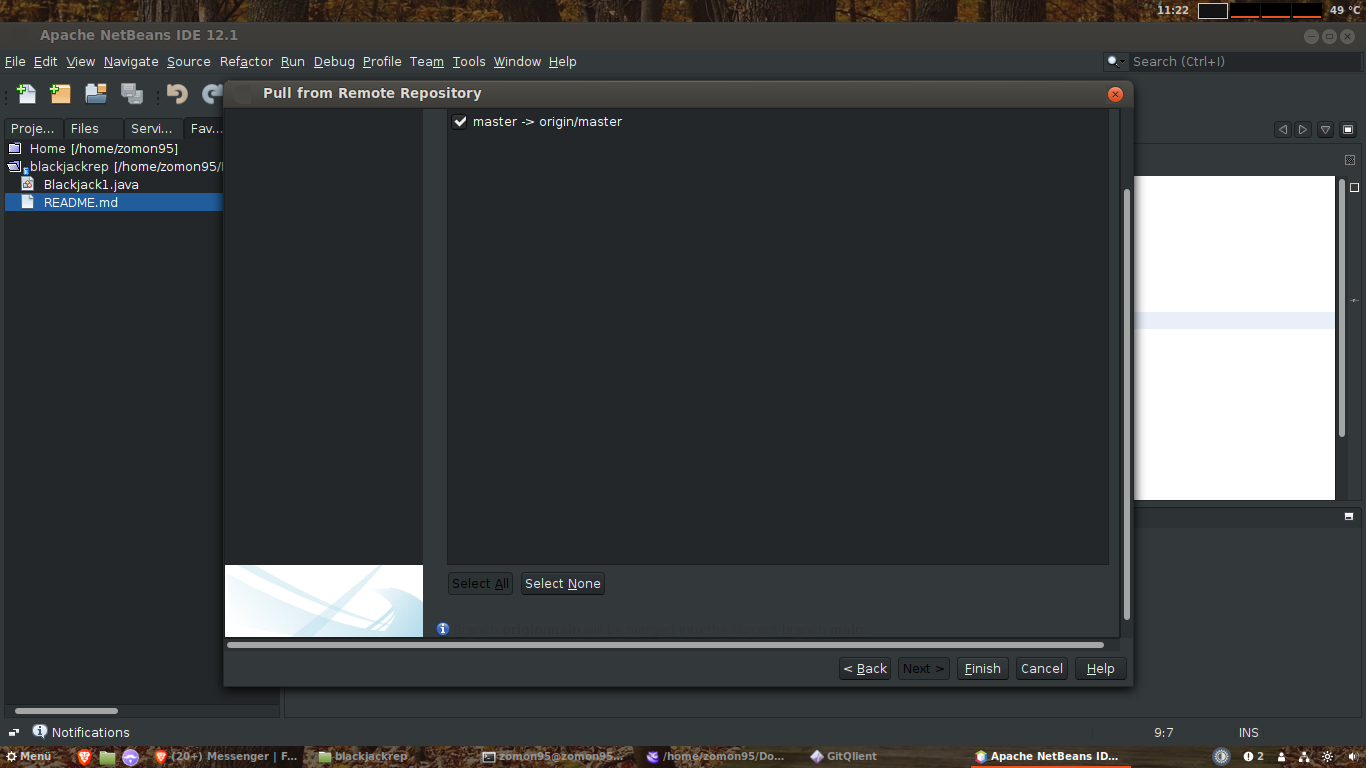 11:22
49 °C
Apache NetBeans IDE 12.1
File Edit View Navigate Source Refactor Run Debug Profile Team Tools Window Help
Search (Ctrl+I)
Pull from Remote Repository
Proje... Files Servi... Fav...
master -> origin/master
Home [/home/zomon95]
blackjackrep [/home/zomon95/
Blackjack1.java
README.md
Select All Select None
< Back Next > Finish Cancel Help
Notifications
9:7 INS
Menü
(20+) Messenger | F...
blackjackrep
zomon95@zomon95...
/home/zomon95/Do...
GitQlient
Apache NetBeans ID...
2